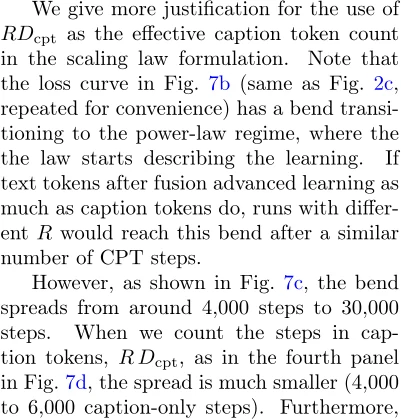 We give more justification for the use of
RD_cpt as the effective caption token count
in the scaling law formulation. Note that
the loss curve in Fig. 7b (same as Fig. 2c,
repeated for convenience) has a bend transi-
tioning to the power-law regime, where the
the law starts describing the learning. If
text tokens after fusion advanced learning as
much as caption tokens do, runs with differ-
ent R would reach this bend after a similar
number of CPT steps.
However, as shown in Fig. 7c, the bend
spreads from around 4,000 steps to 30,000
steps. When we count the steps in cap-
tion tokens, R D_cpt, as in the fourth panel
in Fig. 7d, the spread is much smaller (4,000
to 6,000 caption-only steps). Furthermore,